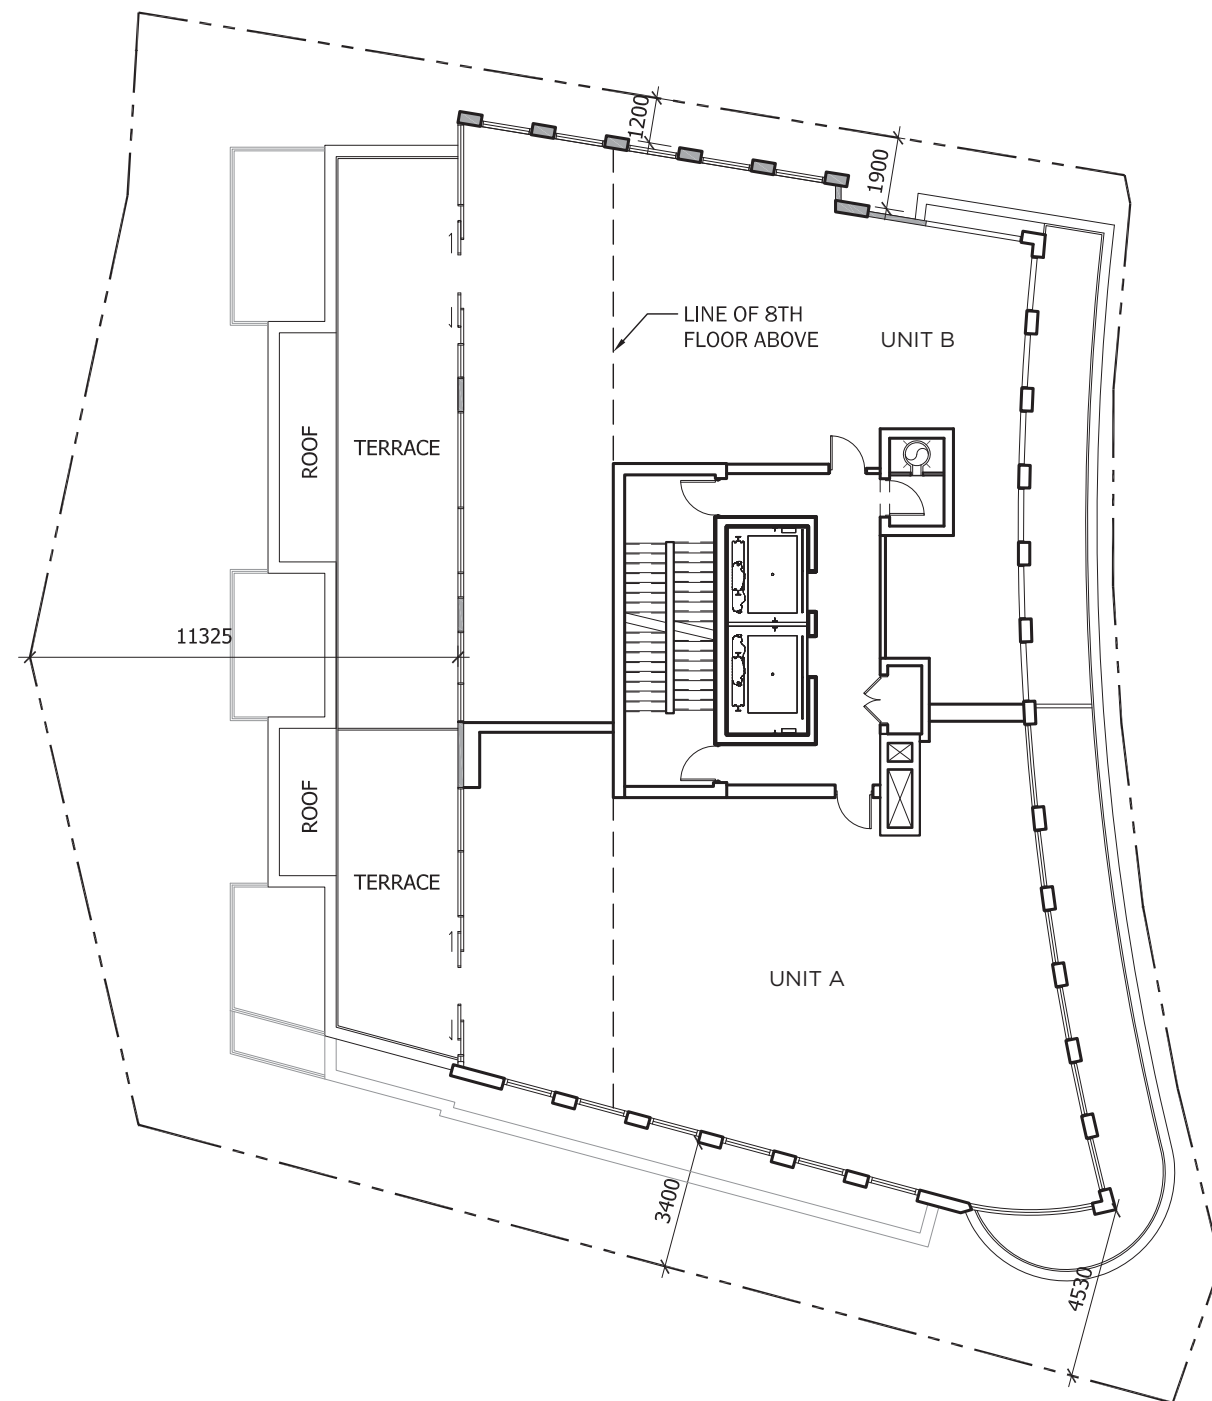 1200
1900
LINE OF 8TH
FLOOR ABOVE
UNIT B
ROOF
TERRACE
11325
ROOF
TERRACE
UNIT A
3400
4530